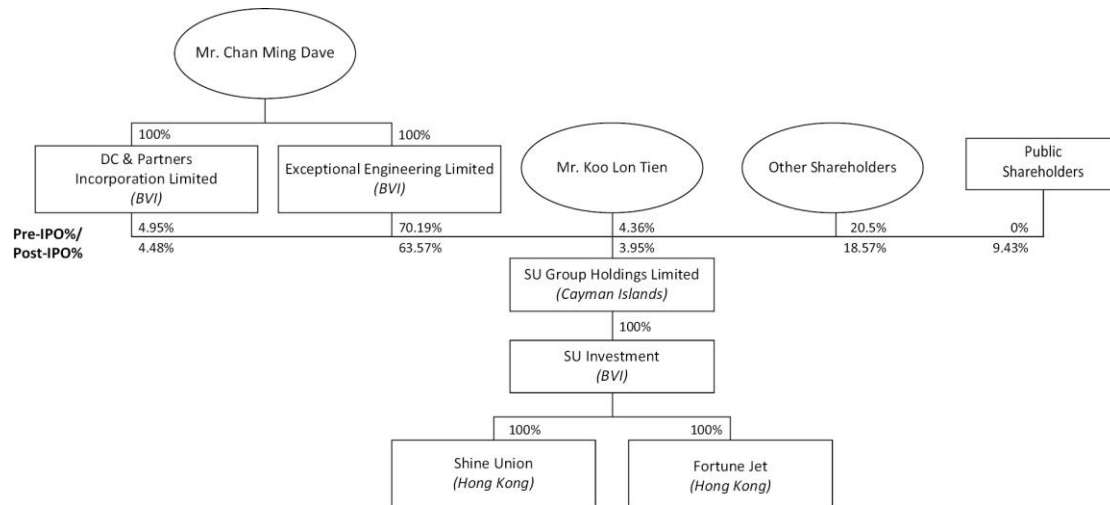 Mr. Chan Ming Dave
100%
100%
DC & Partners
Incorporation Limited
(BVI)
Exceptional Engineering Limited
(BVI)
Mr. Koo Lon Tien
Other Shareholders
Public
Shareholders
Pre-IPO%/
Post-IPO%
4.95%
70.19%
4.36%
20.5%
0%
4.48%
63.57%
3.95%
18.57%
9.43%
SU Group Holdings Limited
(Cayman Islands)
100%
SU Investment
(BVI)
100%
100%
Shine Union
(Hong Kong)
Fortune Jet
(Hong Kong)